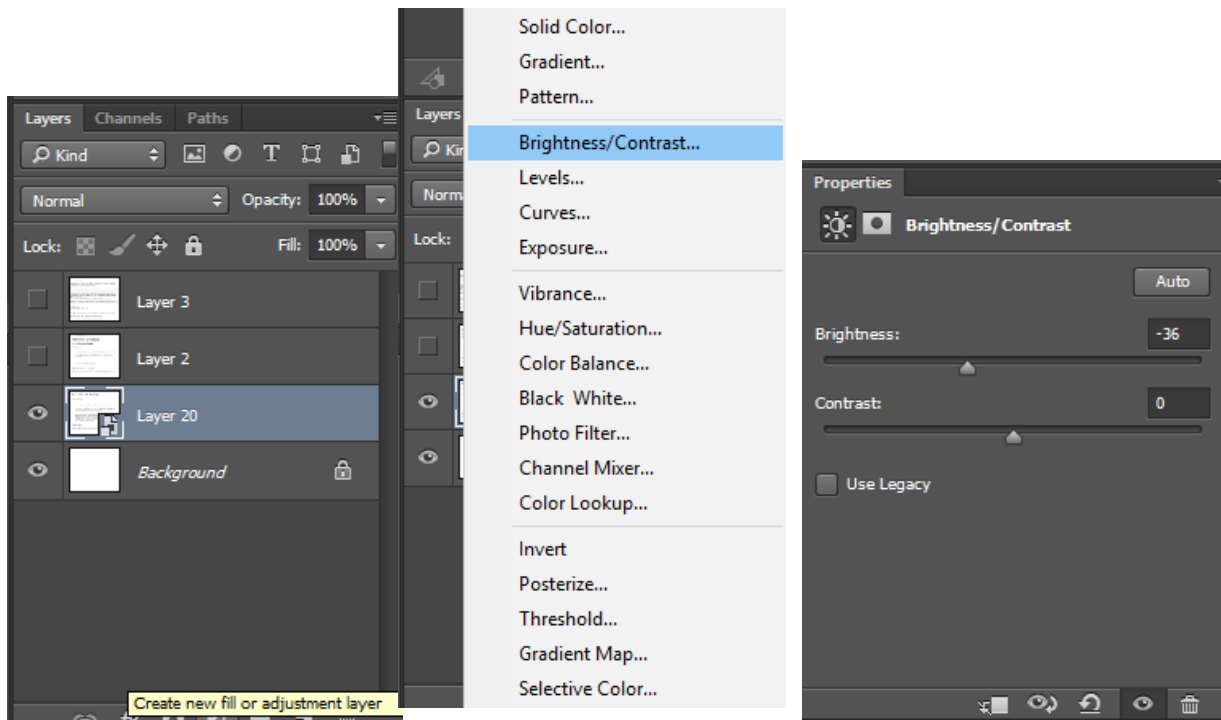 Layers Channels Paths
Kind
Normal Opacity: 100%
Lock: Fill: 100%
Layer 3
Layer 2
Layer 20
Background
Create new fill or adjustment layer
Layers
Kin
Norm
Lock:
Solid Color...
Gradient...
Pattern...
Brightness/Contrast...
Levels...
Curves...
Exposure...
Vibrance...
Hue/Saturation...
Color Balance...
Black White...
Photo Filter...
Channel Mixer...
Color Lookup...
Invert
Posterize...
Threshold...
Gradient Map...
Selective Color...
Properties
Brightness/Contrast
Auto
Brightness: -36
Contrast: 0
Use Legacy